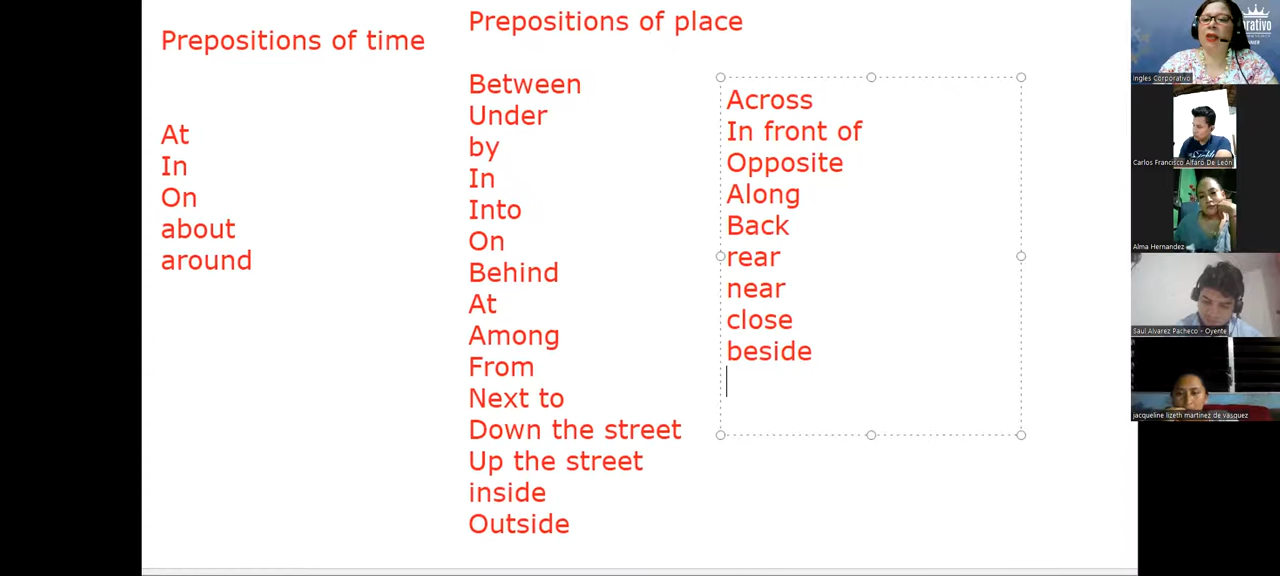 Prepositions of time
At
In
On
about
around
Prepositions of place
Between
Under
by
In
Into
On
Behind
At
Among
From
Next to
Down the street
Up the street
inside
Outside
Across
In front of
Opposite
Along
Back
rear
near
close
beside
orativo
Ingles Corporativo
Carlos Francisco Alfaro De León
Alma Hernandez
Saul Alvarez Pacheco - Oyente
jacqueline lizeth martinez de vasquez